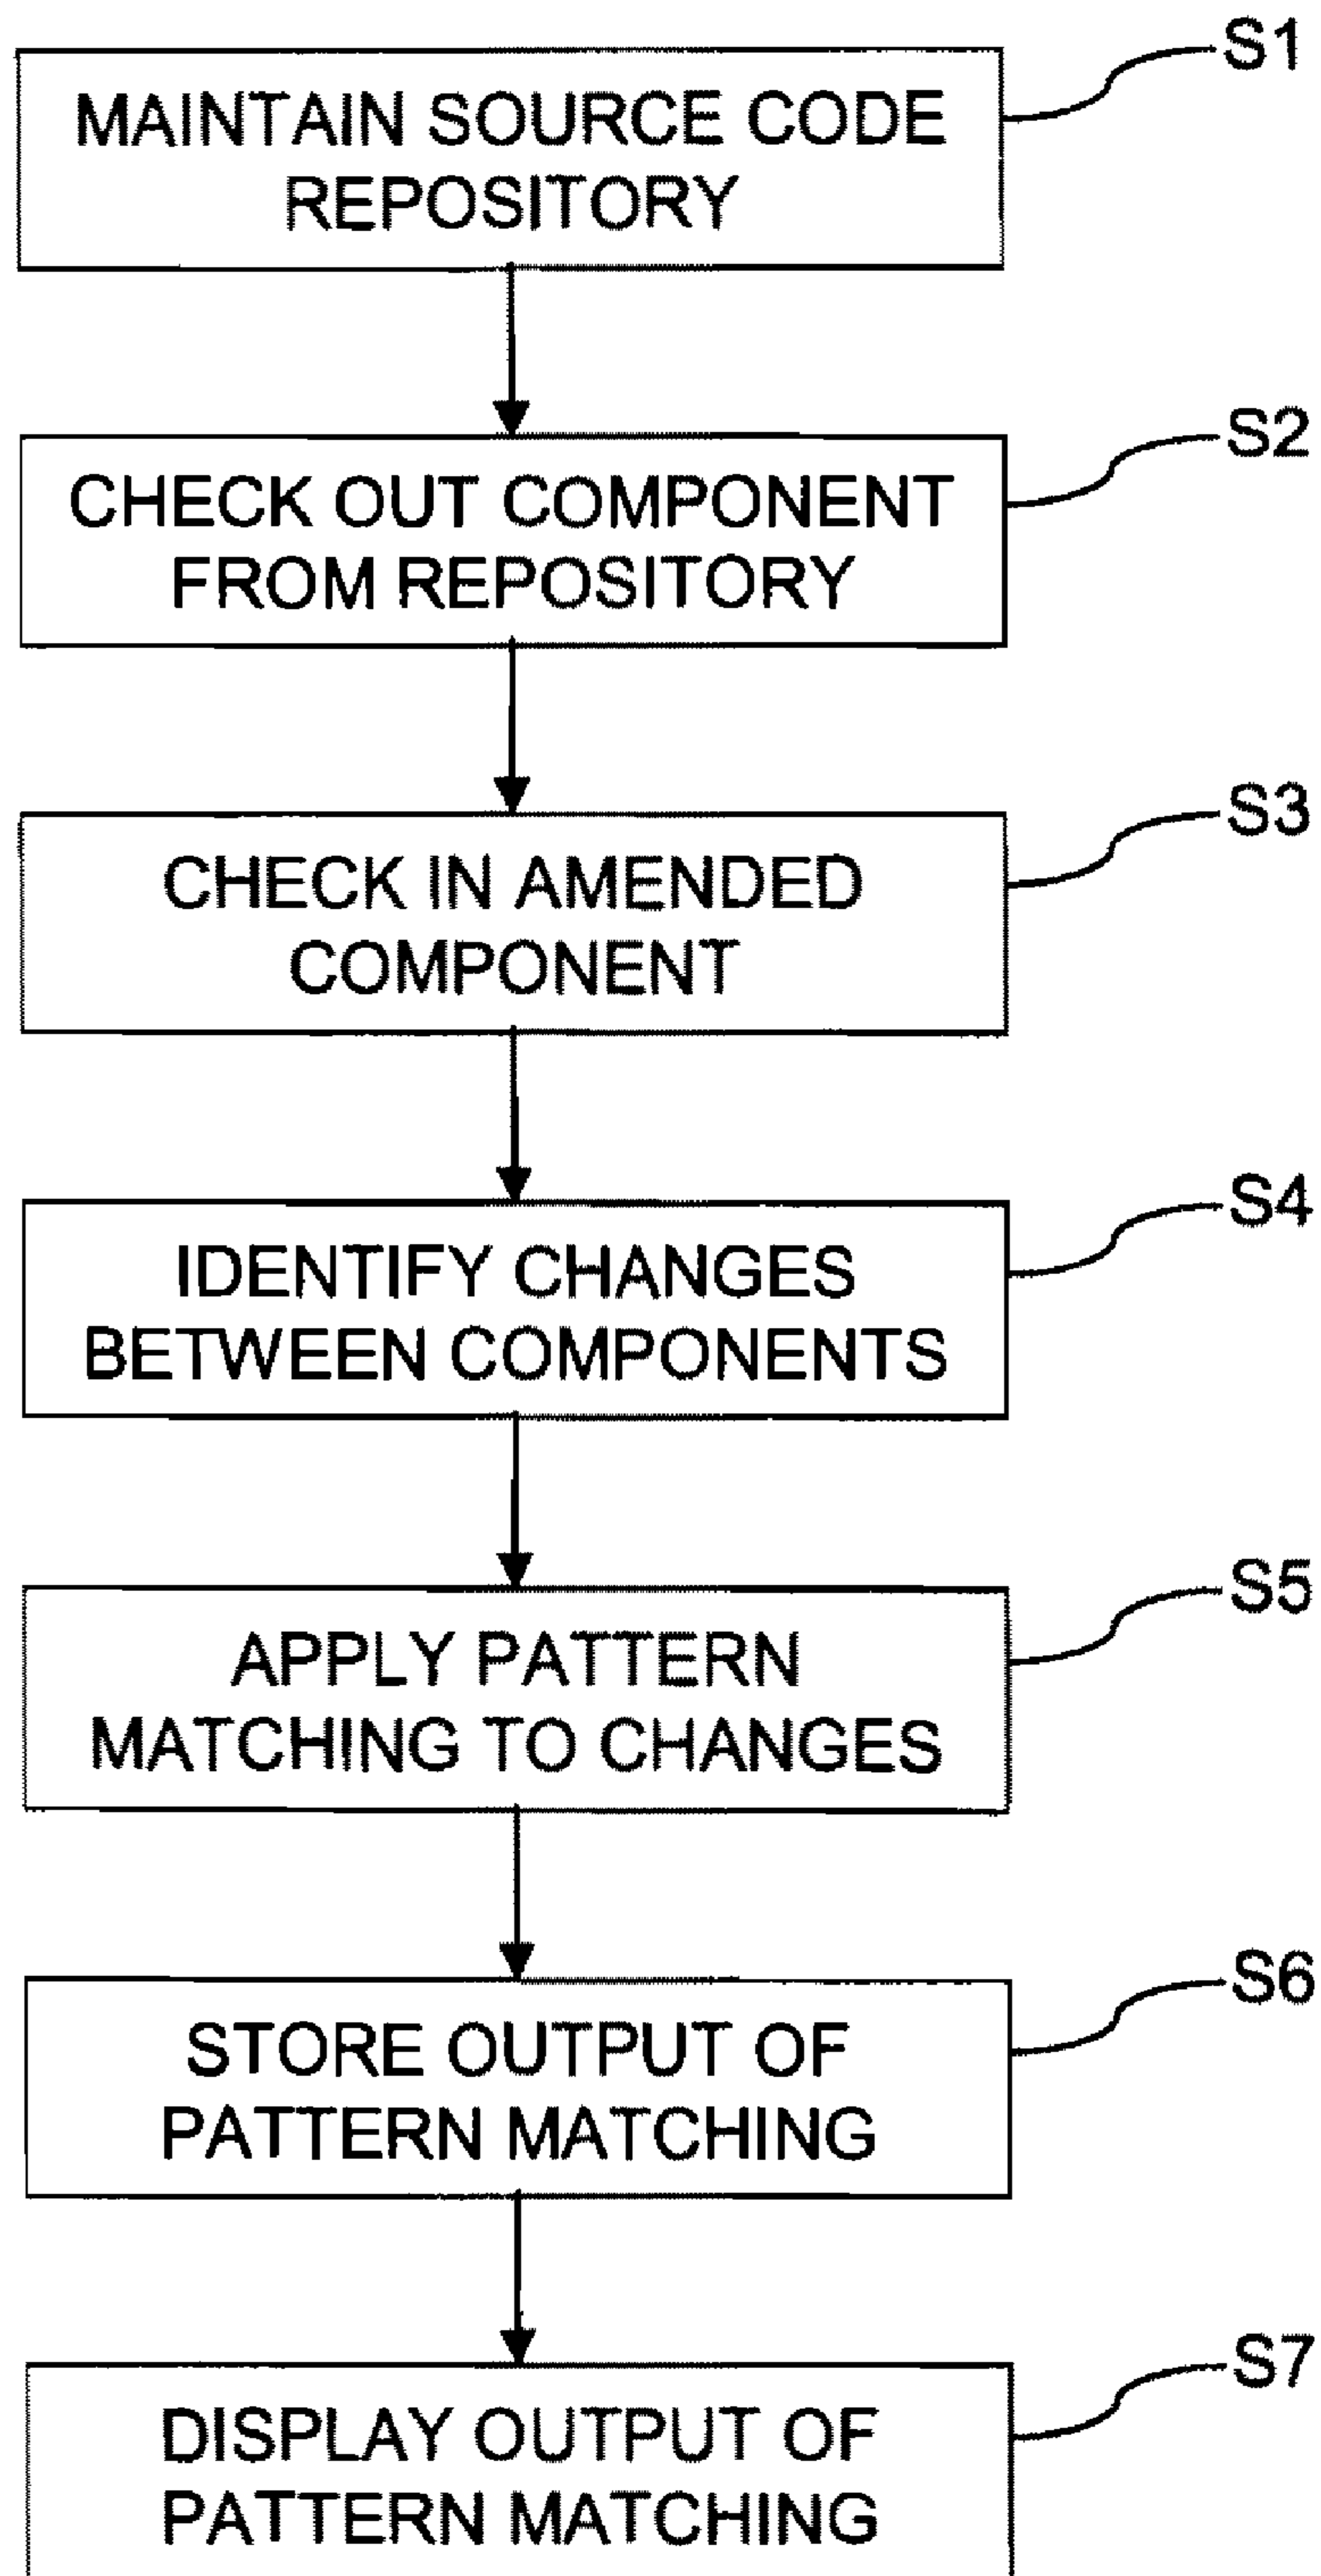 S1
MAINTAIN SOURCE CODE
REPOSITORY
S2
CHECK OUT COMPONENT
FROM REPOSITORY
S3
CHECK IN AMENDED
COMPONENT
S4
IDENTIFY CHANGES
BETWEEN COMPONENTS
S5
APPLY PATTERN
MATCHING TO CHANGES
S6
STORE OUTPUT OF
PATTERN MATCHING
S7
DISPLAY OUTPUT OF
PATTERN MATCHING